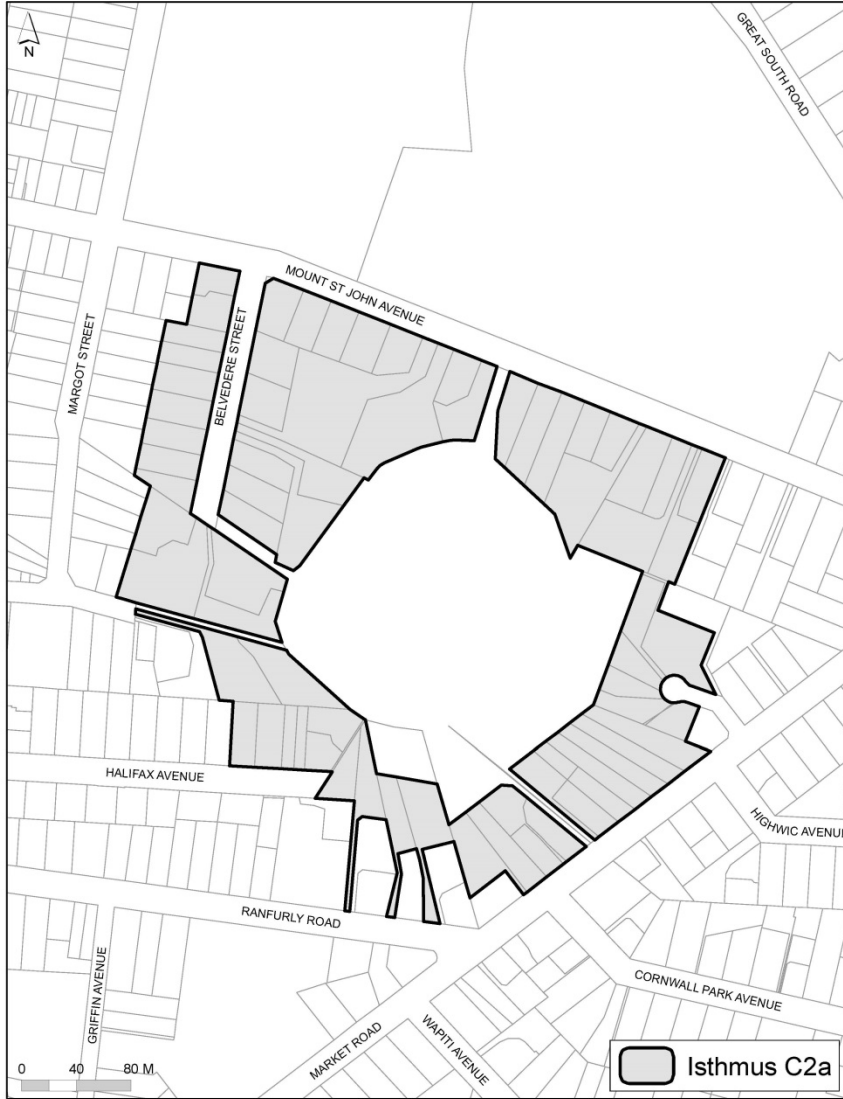 N
GREAT SOUTH ROAD
MOUNT ST JOHN AVENUE
BELVEDERE STREET
MARGOT STREET
HALIFAX AVENUE
HIGHWIC AVENUE
RANFURLY ROAD
GRIFFIN AVENUE
CORNWALL PARK AVENUE
MARKET ROAD
WAPITI AVENUE
0 40 80 M
Isthmus C2a